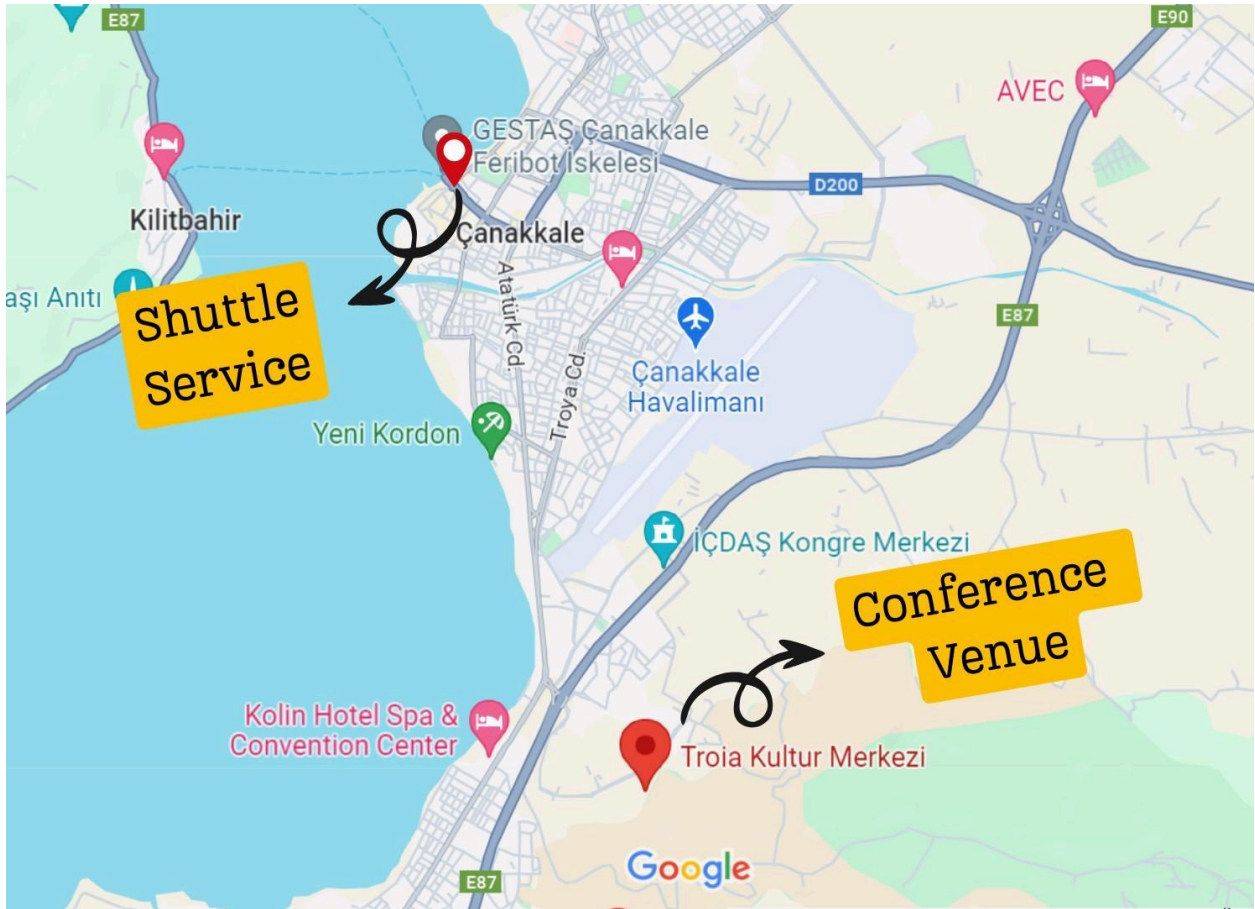 E87
E90
AVEC
GESTAŞ Çanakkale
Feribot İskelesi
D200
Kilitbahir
Çanakkale
aşı Anıtı
Shuttle
Service
Atatürk Cd.
E87
Çanakkale
Havalimanı
Troya Cd.
Yeni Kordon
İÇDAŞ Kongre Merkezi
Conference
Venue
Kolin Hotel Spa &
Convention Center
Troia Kultur Merkezi
Google
E87